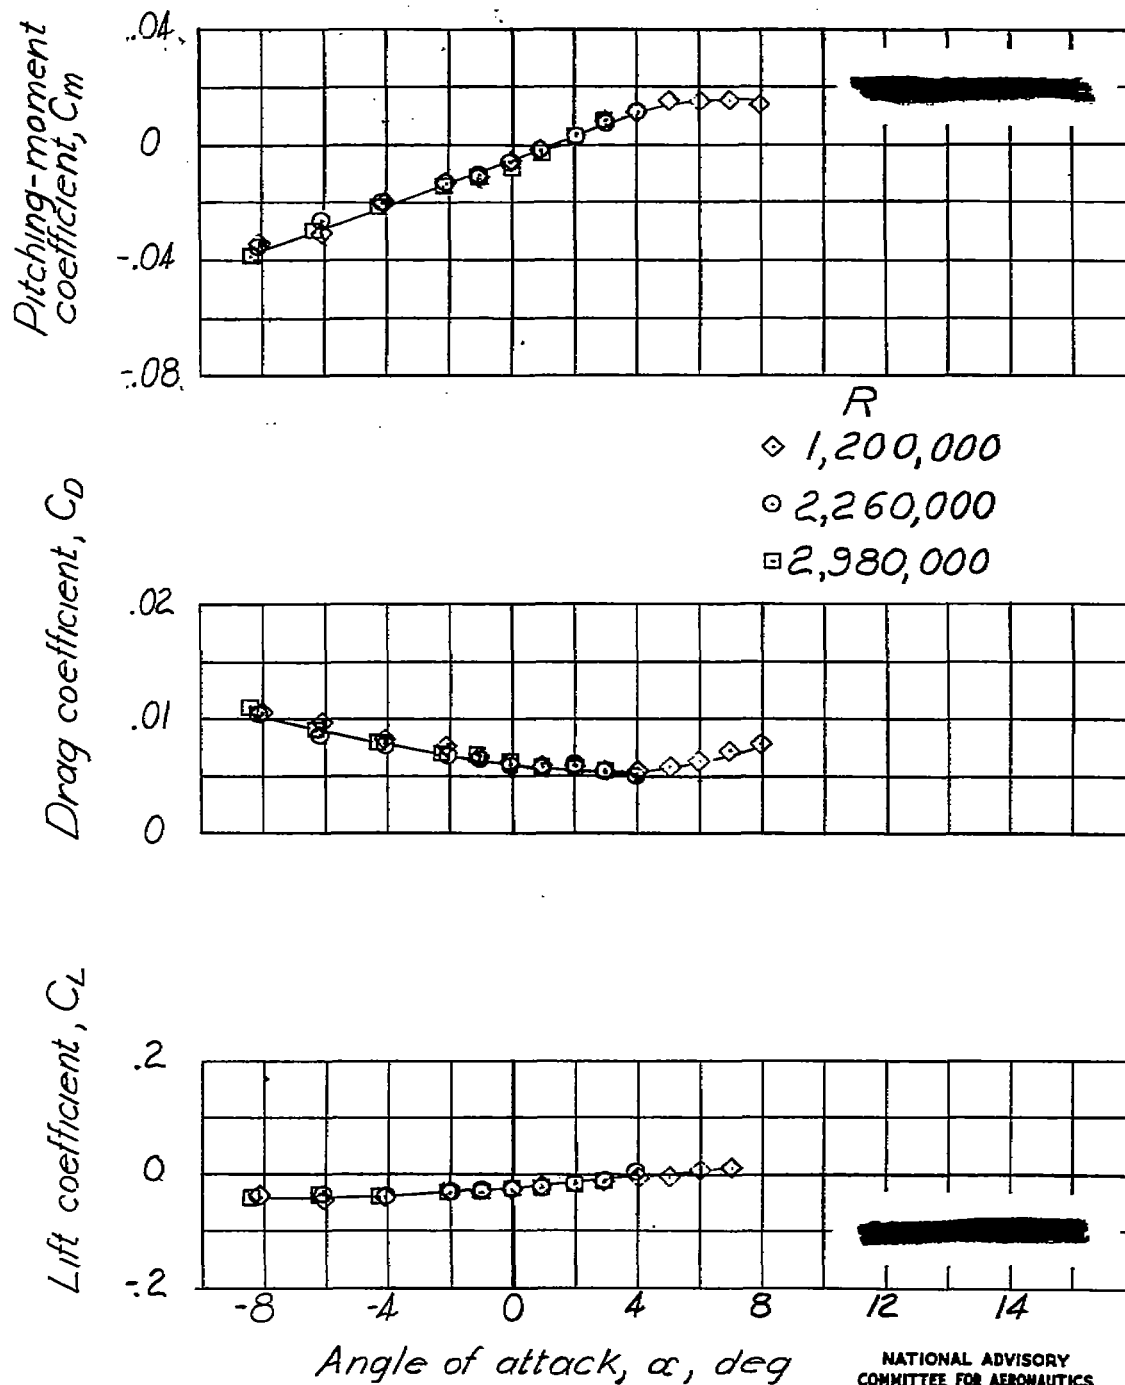 Pitching-moment
coefficient, Cm
.04
0
-.04
-.08
R
1,200,000
2,260,000
2,980,000
Drag coefficient, CD
.02
.01
0
Lift coefficient, CL
.2
0
-.2
-8 -4 0 4 8 12 14
Angle of attack, α, deg
NATIONAL ADVISORY
COMMITTEE FOR AERONAUTICS